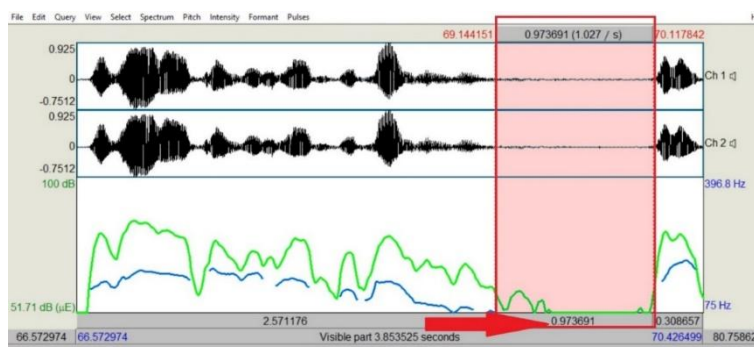 File Edit Query View Select Spectrum Pitch Intensity Formant Pulses
69.144151 0.973691 (1.027 / s) 70.117842
0.925
0
-0.7512
Ch 1
0.925
0
-0.7512
Ch 2
100 dB 396.8 Hz
51.71 dB (µE) 75 Hz
2.571176 0.973691 0.308657
66.572974 66.572974 Visible part 3.853525 seconds 70.426499